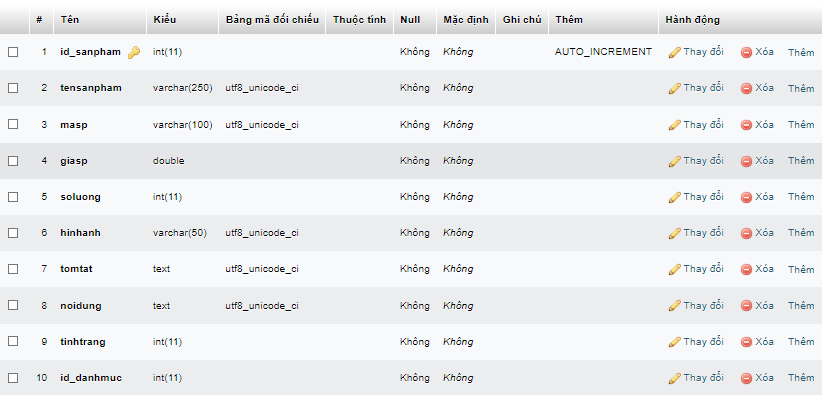 # Tên Kiểu Bảng mã đối chiếu Thuộc tính Null Mặc định Ghi chú Thêm Hành động
1 id_sanpham int(11) Không Không AUTO_INCREMENT Thay đổi Xóa Thêm
2 tensanpham varchar(250) utf8_unicode_ci Không Không Thay đổi Xóa Thêm
3 masp varchar(100) utf8_unicode_ci Không Không Thay đổi Xóa Thêm
4 giasp double Không Không Thay đổi Xóa Thêm
5 soluong int(11) Không Không Thay đổi Xóa Thêm
6 hinhanh varchar(50) utf8_unicode_ci Không Không Thay đổi Xóa Thêm
7 tomtat text utf8_unicode_ci Không Không Thay đổi Xóa Thêm
8 noidung text utf8_unicode_ci Không Không Thay đổi Xóa Thêm
9 tinhtrang int(11) Không Không Thay đổi Xóa Thêm
10 id_danhmuc int(11) Không Không Thay đổi Xóa Thêm